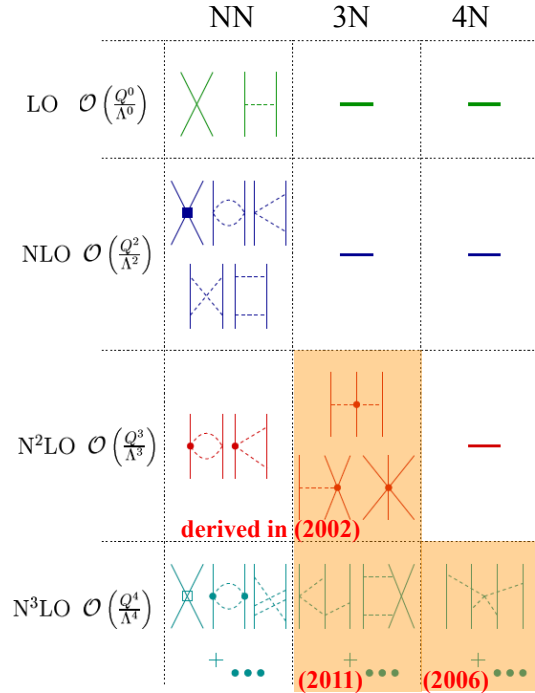 NN 3N 4N
LO 𝒪(Q⁰/Λ⁰)
NLO 𝒪(Q²/Λ²)
N²LO 𝒪(Q³/Λ³)
derived in (2002)
N³LO 𝒪(Q⁴/Λ⁴)
+ ••• (2011) + ••• (2006) + •••